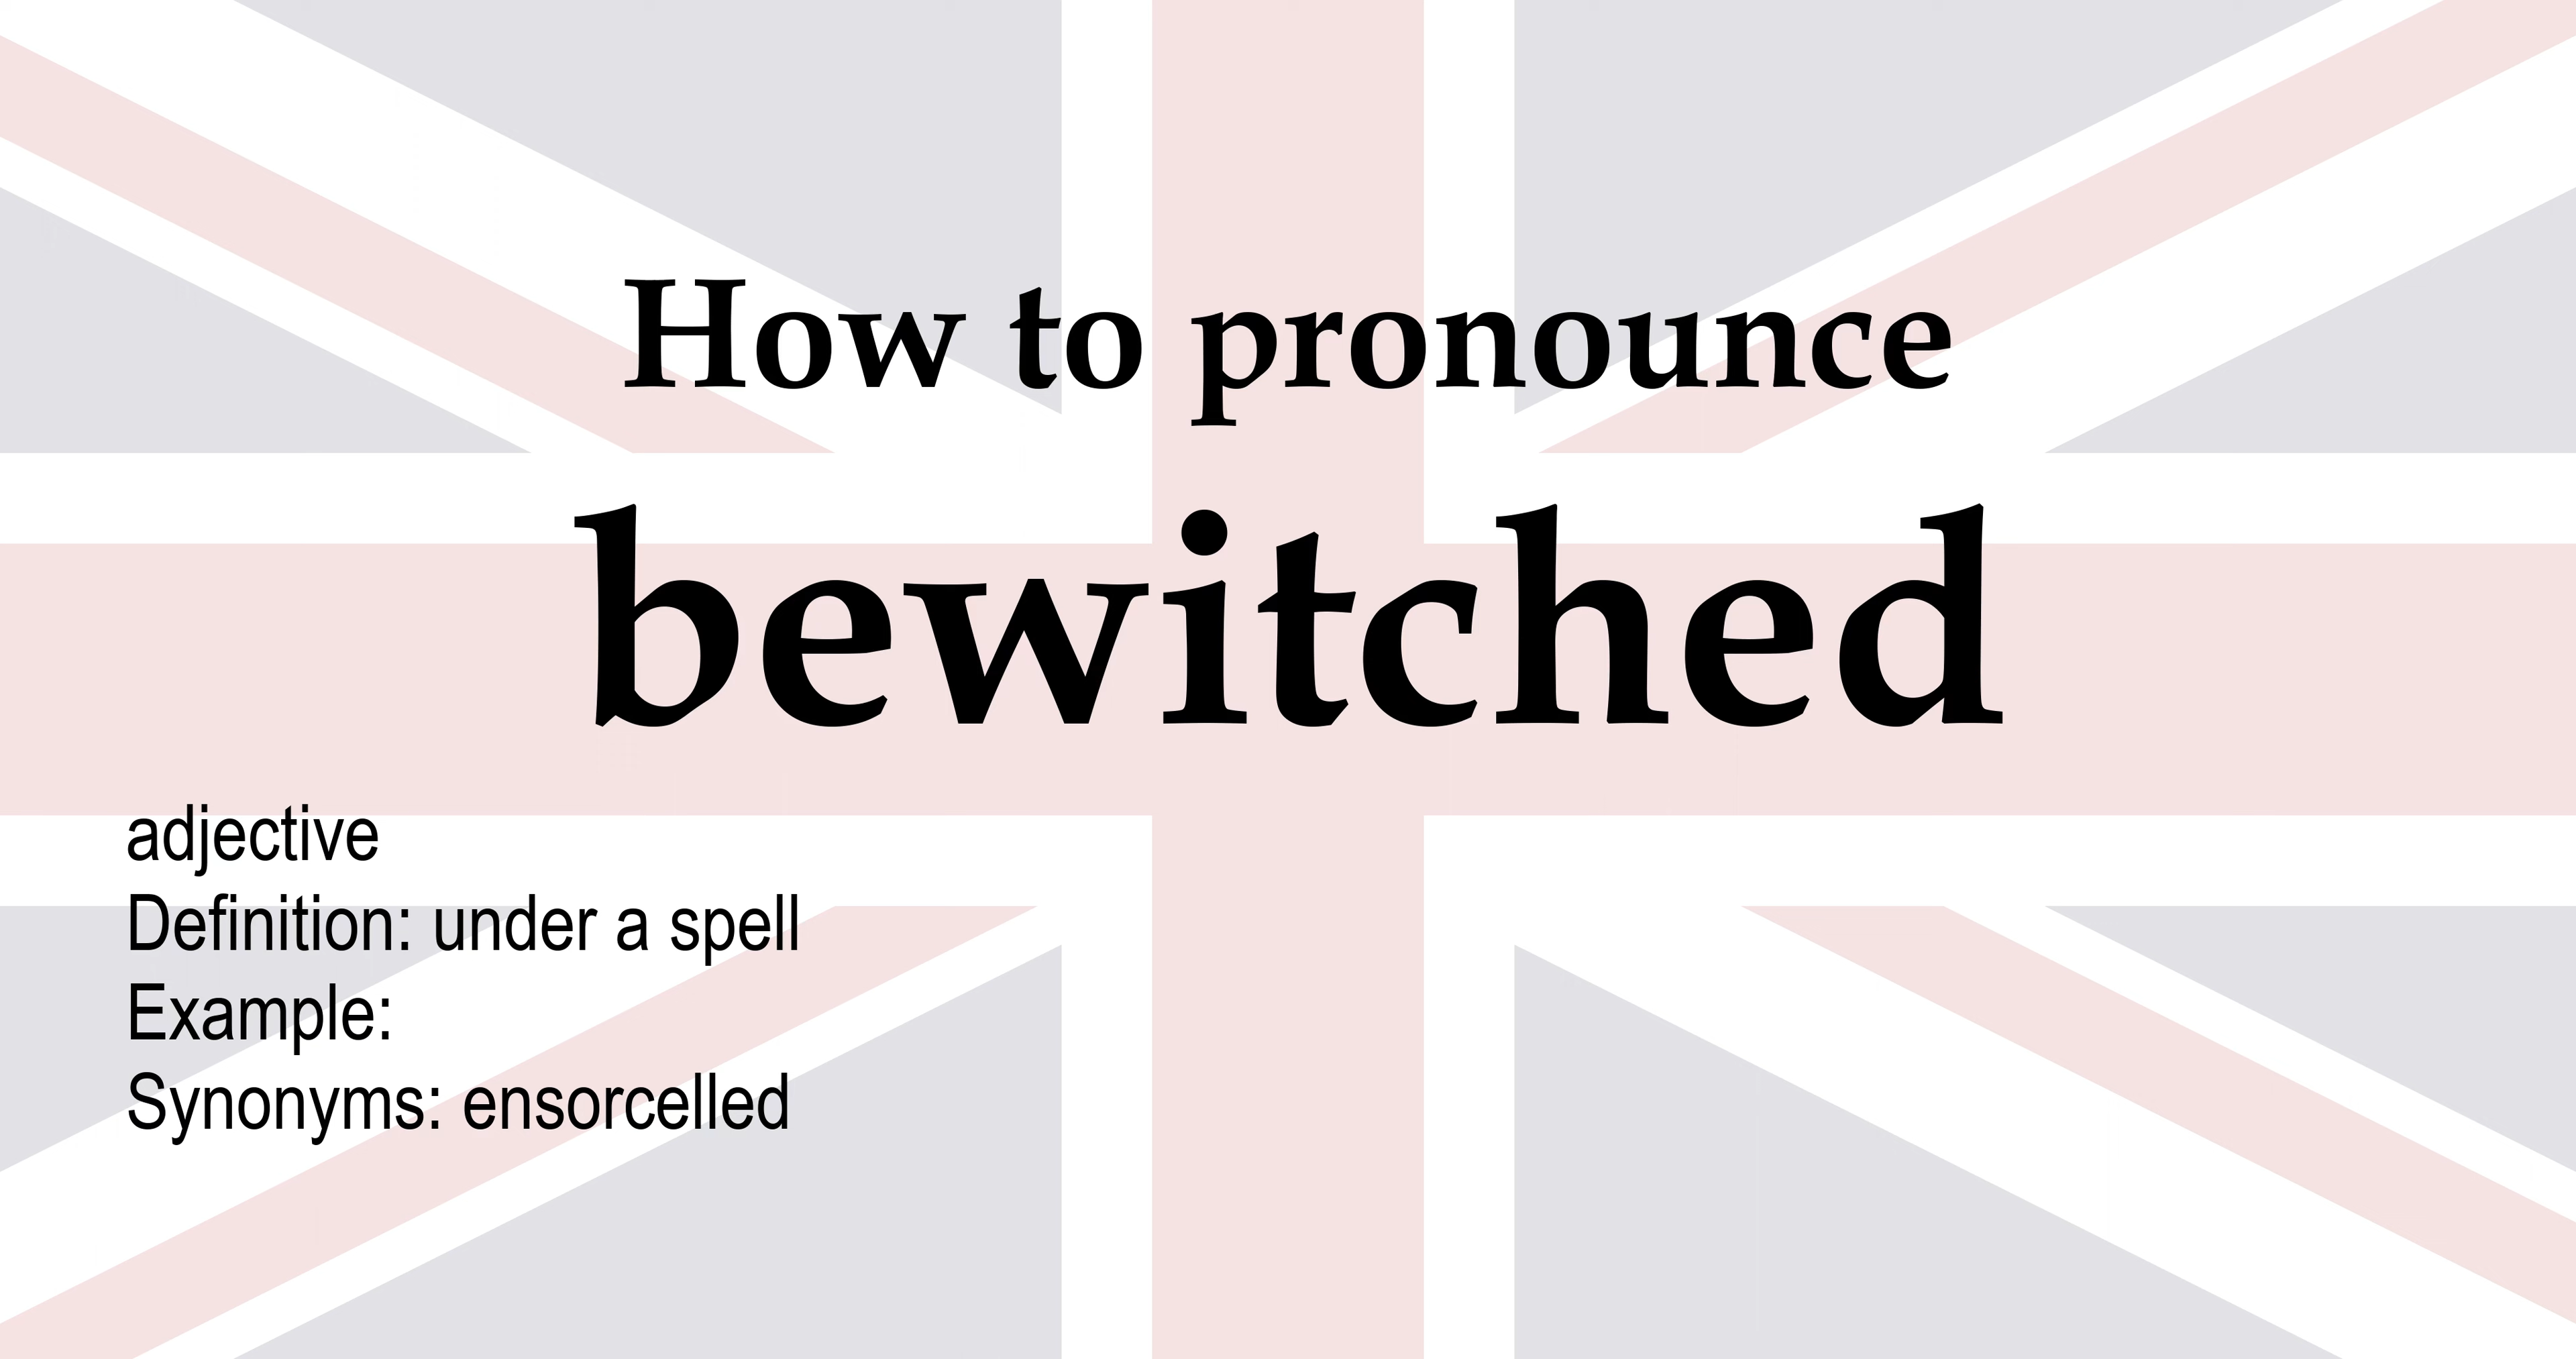 How to pronounce
bewitched
adjective
Definition: under a spell
Example:
Synonyms: ensorcelled